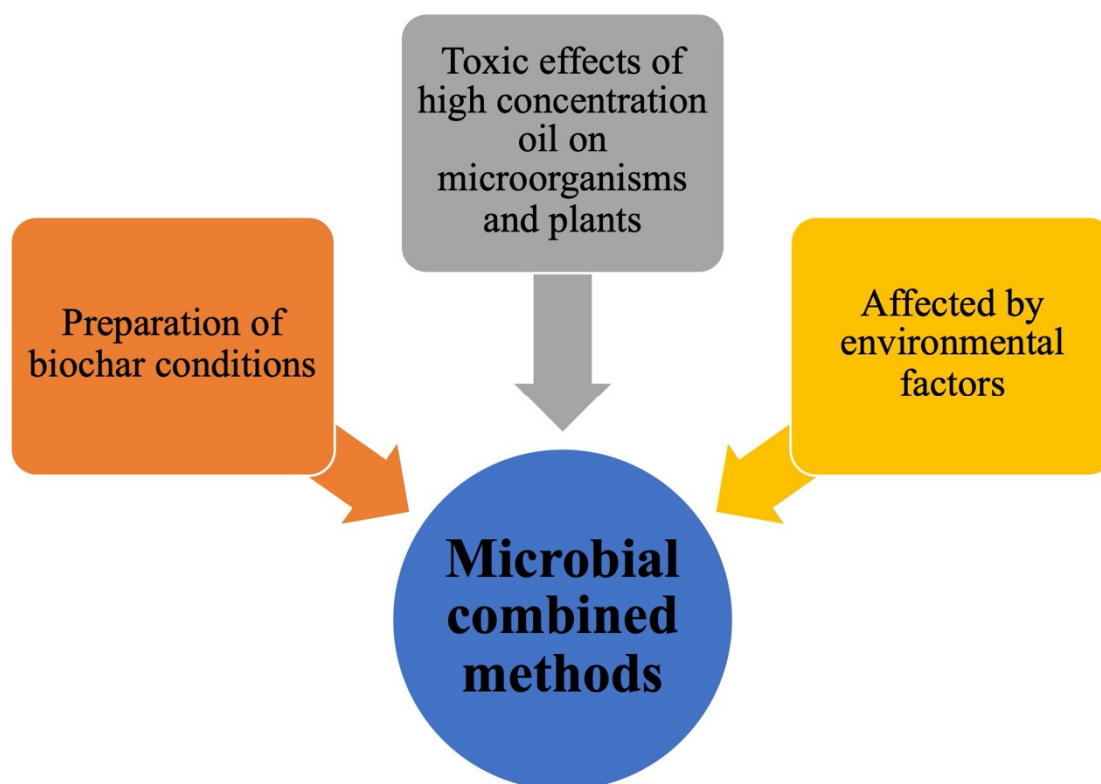 Toxic effects of
high concentration
oil on
microorganisms
and plants
Preparation of
biochar conditions
Affected by
environmental
factors
Microbial
combined
methods